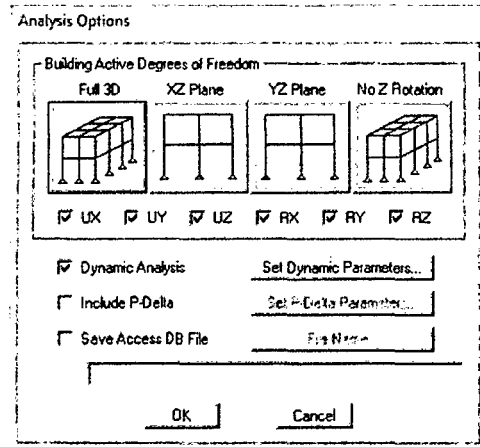 Analysis Options
Building Active Degrees of Freedom
Full 3D XZ Plane YZ Plane No Z Rotation
UX UY UZ RX RY RZ
Dynamic Analysis Set Dynamic Parameters...
Include P-Delta Set P-Delta Parameters...
Save Access DB File File Name...
OK Cancel